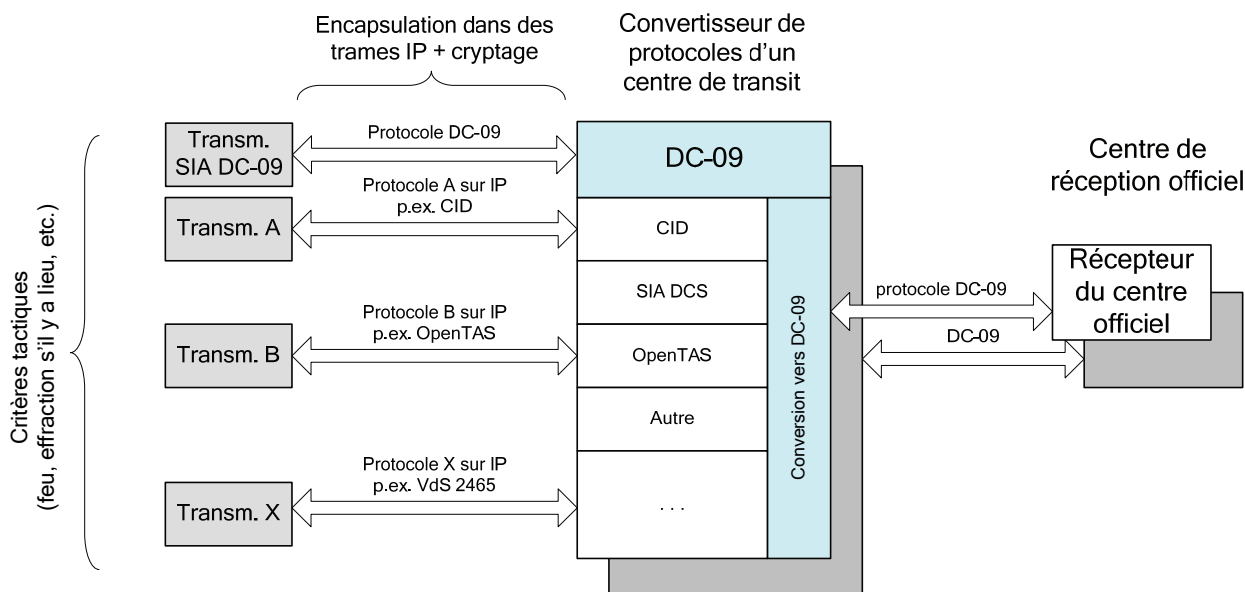 Encapsulation dans des
trames IP + cryptage
Convertisseur de
protocoles d'un
centre de transit
Centre de
réception officiel
Critères tactiques
(feu, effraction s'il y a lieu, etc.)
Transm.
SIA DC-09
Protocole DC-09
DC-09
Transm. A
Protocole A sur IP
p.ex. CID
CID
SIA DCS
Transm. B
Protocole B sur IP
p.ex. OpenTAS
OpenTAS
Autre
Transm. X
Protocole X sur IP
p.ex. VdS 2465
. . .
Conversion vers DC-09
protocole DC-09
DC-09
Récepteur
du centre
officiel